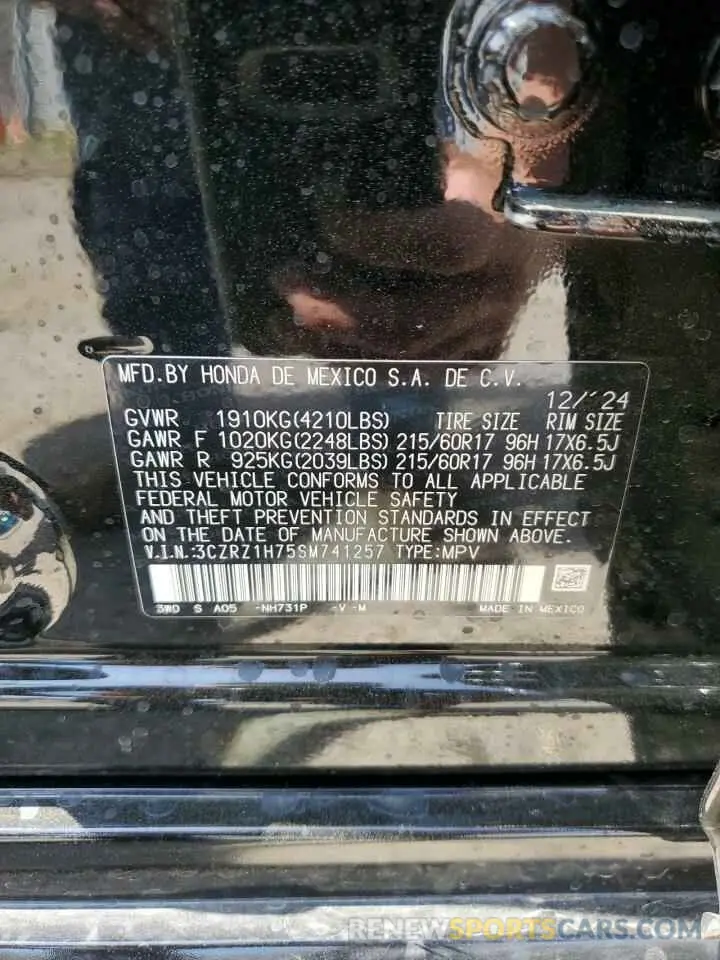 MFD.BY HONDA DE MEXICO S.A. DE C.V.
12/'24
GVWR 1910KG(4210LBS) TIRE SIZE RIM SIZE
GAWR F 1020KG(2248LBS) 215/60R17 96H 17X6.5J
GAWR R 925KG(2039LBS) 215/60R17 96H 17X6.5J
THIS VEHICLE CONFORMS TO ALL APPLICABLE
FEDERAL MOTOR VEHICLE SAFETY
AND THEFT PREVENTION STANDARDS IN EFFECT
ON THE DATE OF MANUFACTURE SHOWN ABOVE.
V.I.N.:3CZRZ1H75SM741257 TYPE:MPV
3WD S A05 -NH731P -V -M MADE IN MEXICO
RENEWSPORTSCARS.COM